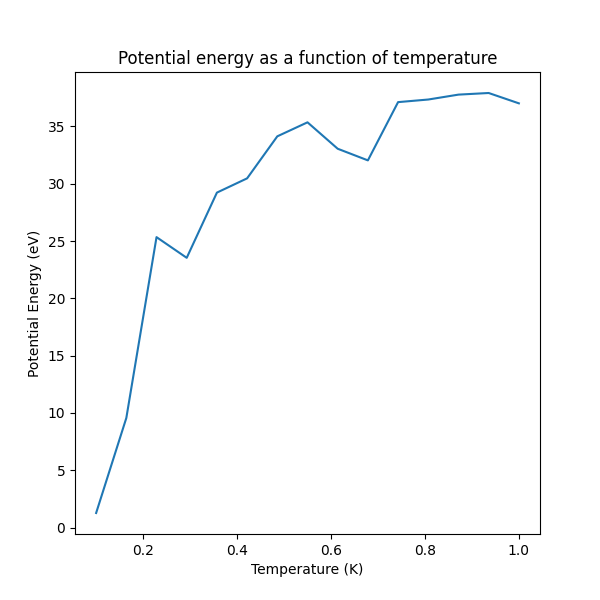 Potential energy as a function of temperature
Potential Energy (eV)
35
30
25
20
15
10
5
0
0.2 0.4 0.6 0.8 1.0
Temperature (K)